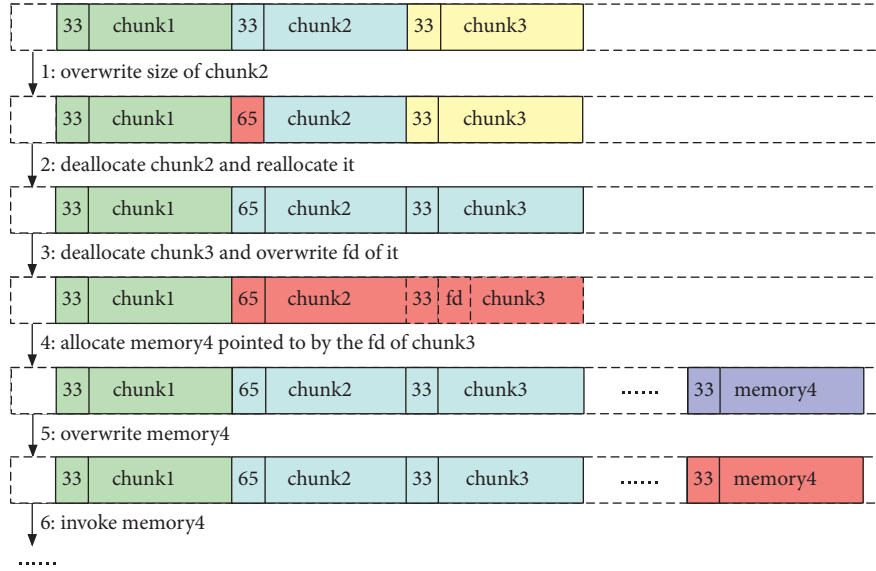 33 chunk1 33 chunk2 33 chunk3
1: overwrite size of chunk2
33 chunk1 65 chunk2 33 chunk3
2: deallocate chunk2 and reallocate it
33 chunk1 65 chunk2 33 chunk3
3: deallocate chunk3 and overwrite fd of it
33 chunk1 65 chunk2 33 fd chunk3
4: allocate memory4 pointed to by the fd of chunk3
33 chunk1 65 chunk2 33 chunk3 ...... 33 memory4
5: overwrite memory4
33 chunk1 65 chunk2 33 chunk3 ...... 33 memory4
6: invoke memory4
......